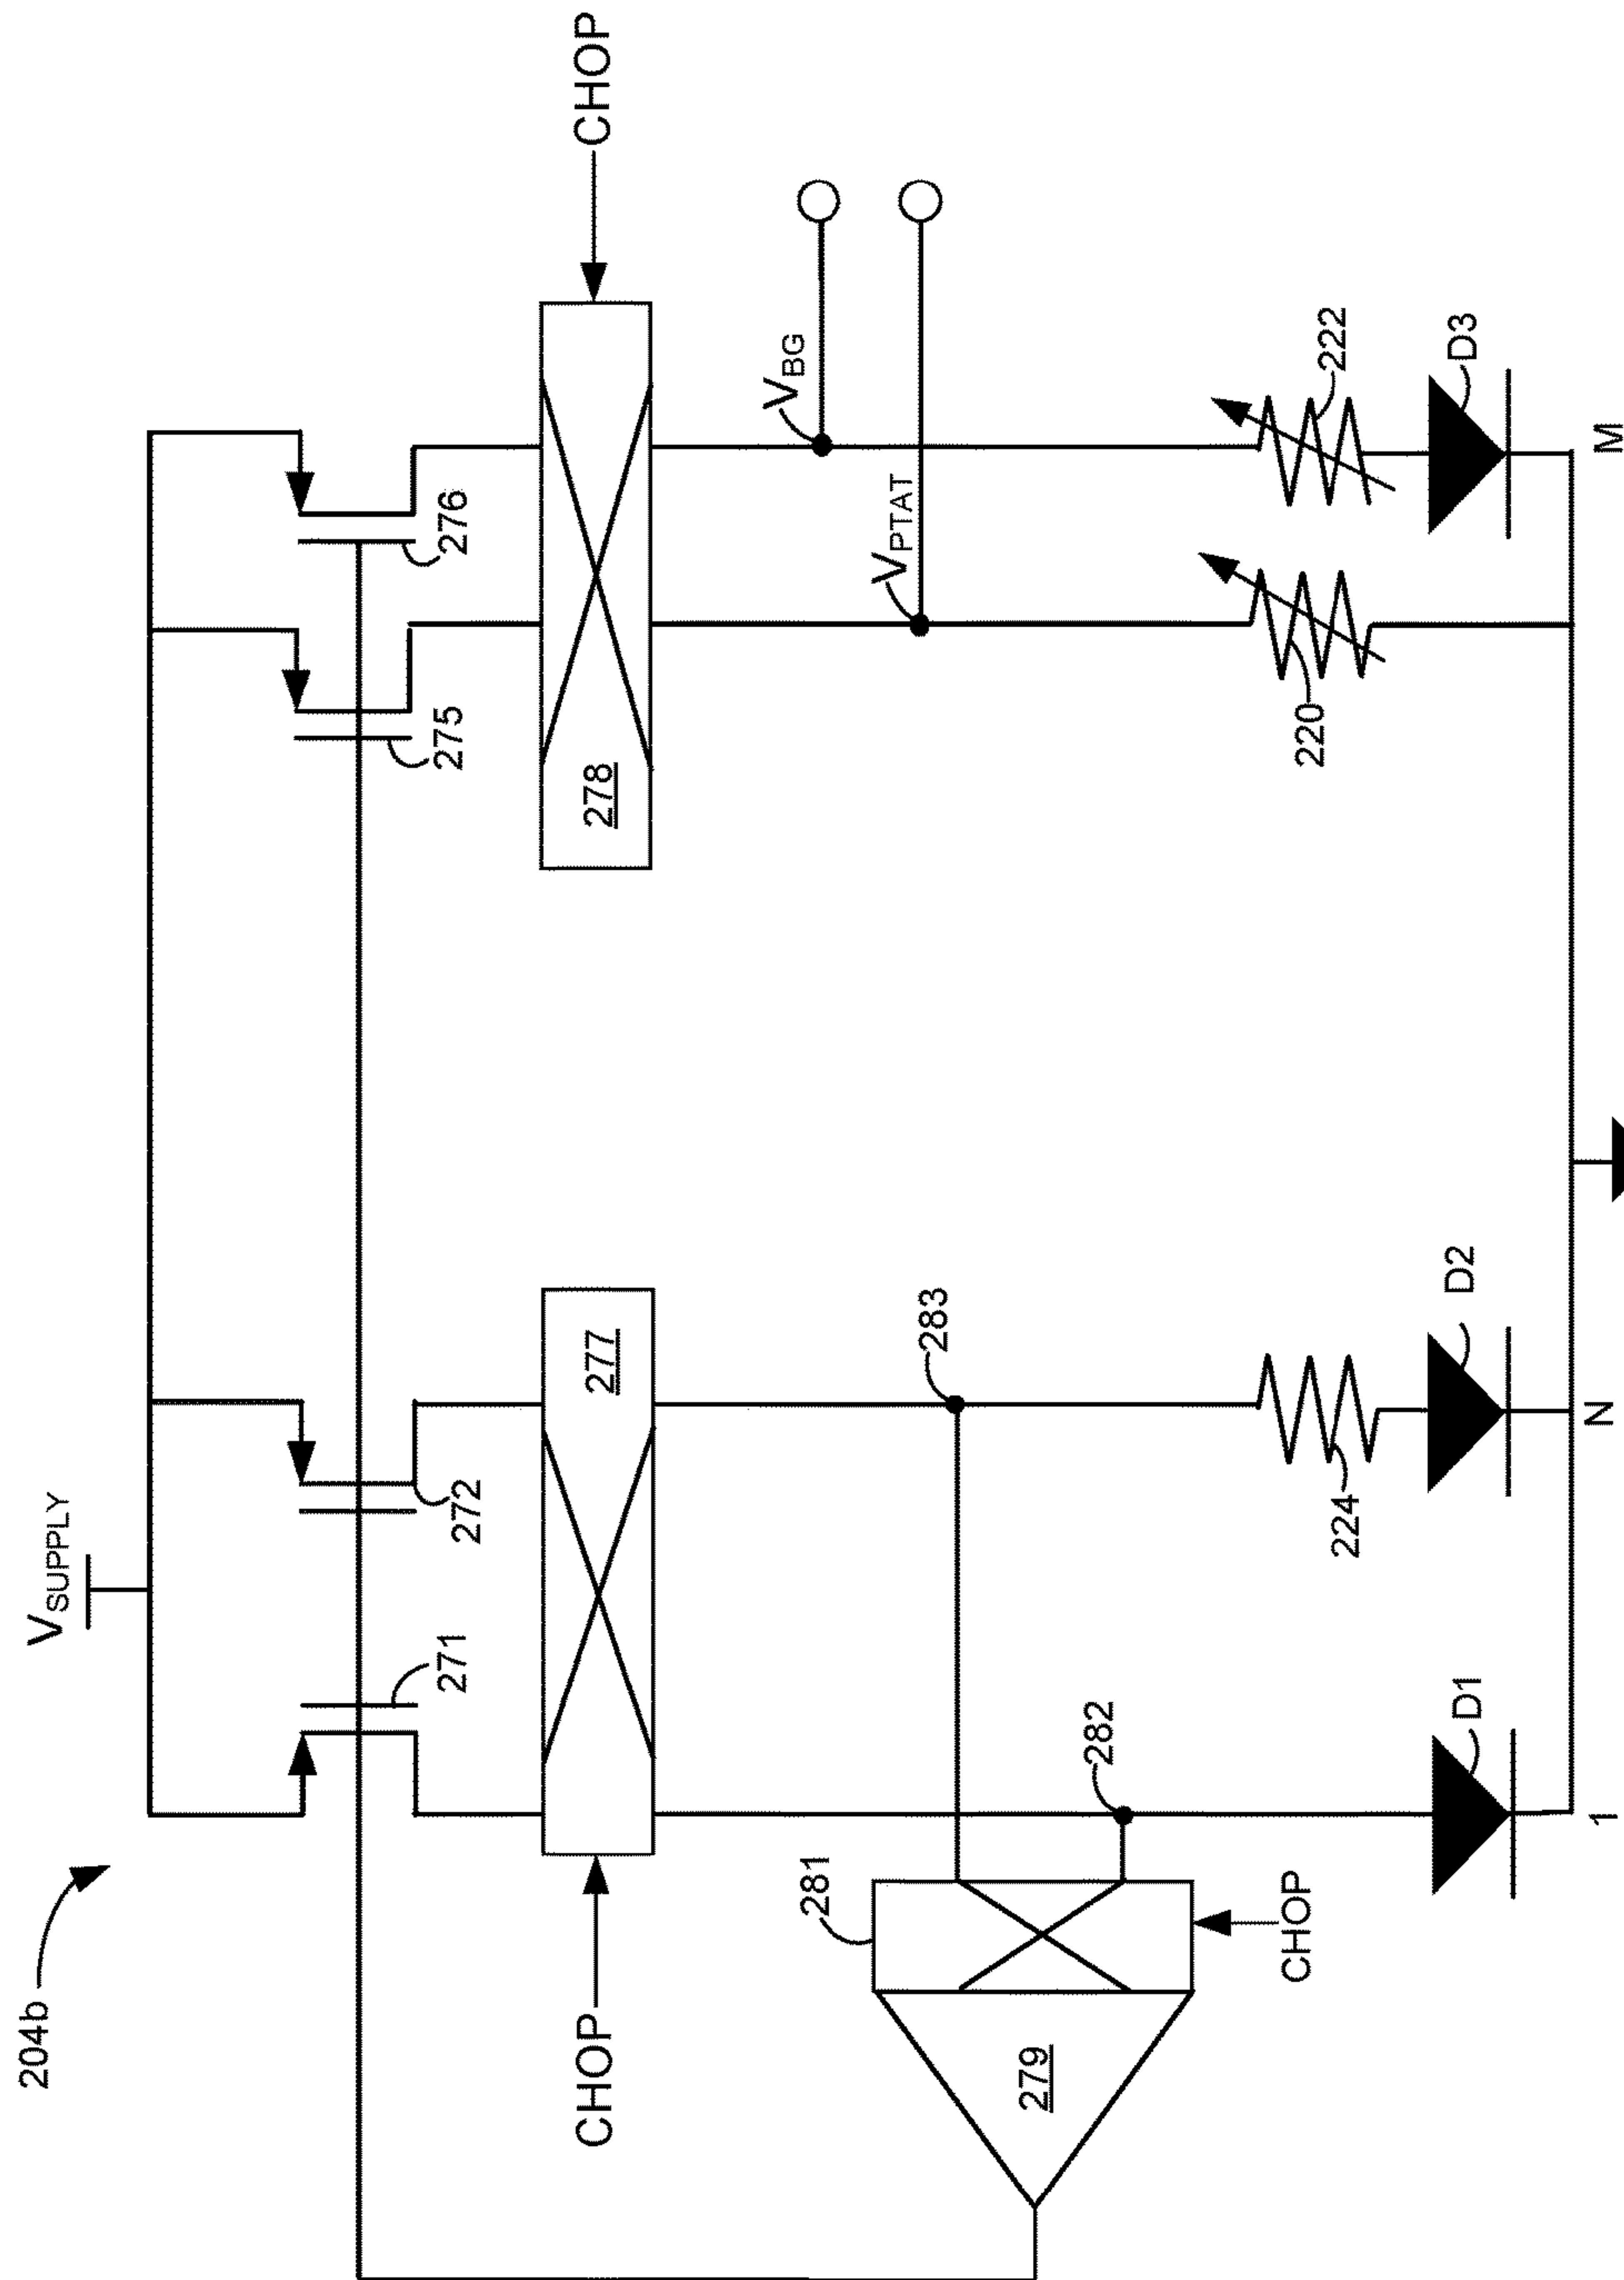 204b
V_SUPPLY
271
272
275
276
CHOP
277
278
CHOP
V_BG
V_PTAT
281
279
CHOP
282
283
224
220
222
D1
D2
D3
1
N
M